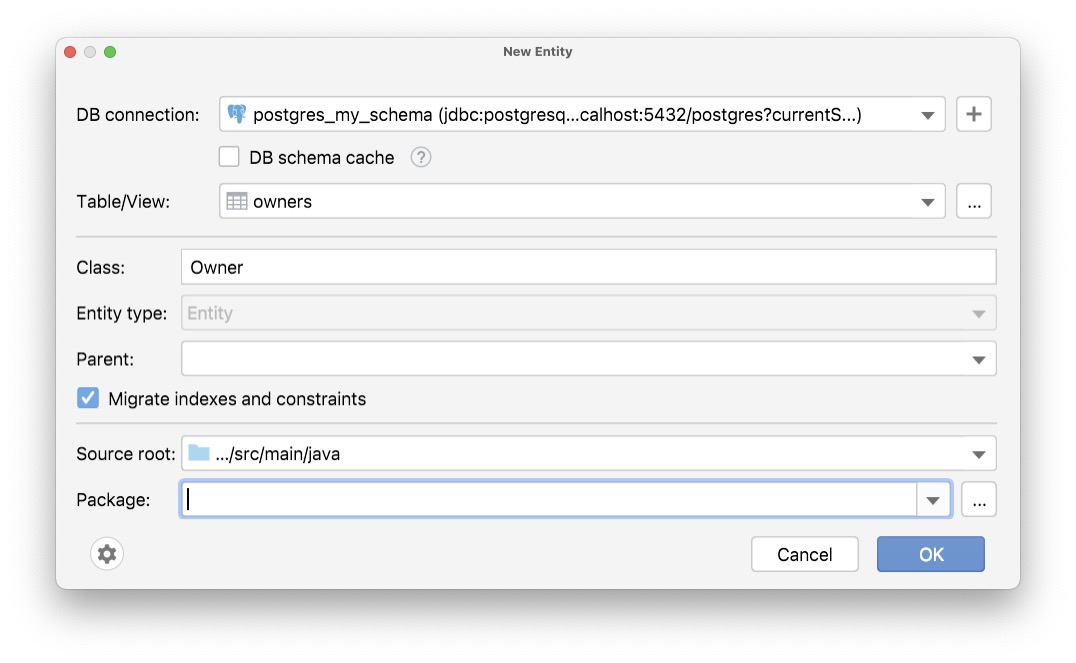 New Entity
DB connection: postgres_my_schema (jdbc:postgresq...calhost:5432/postgres?currentS...) +
DB schema cache ?
Table/View: owners ...
Class: Owner
Entity type: Entity
Parent:
Migrate indexes and constraints
Source root: .../src/main/java
Package: ...
Cancel OK